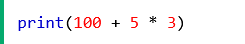 print(100 + 5 * 3)